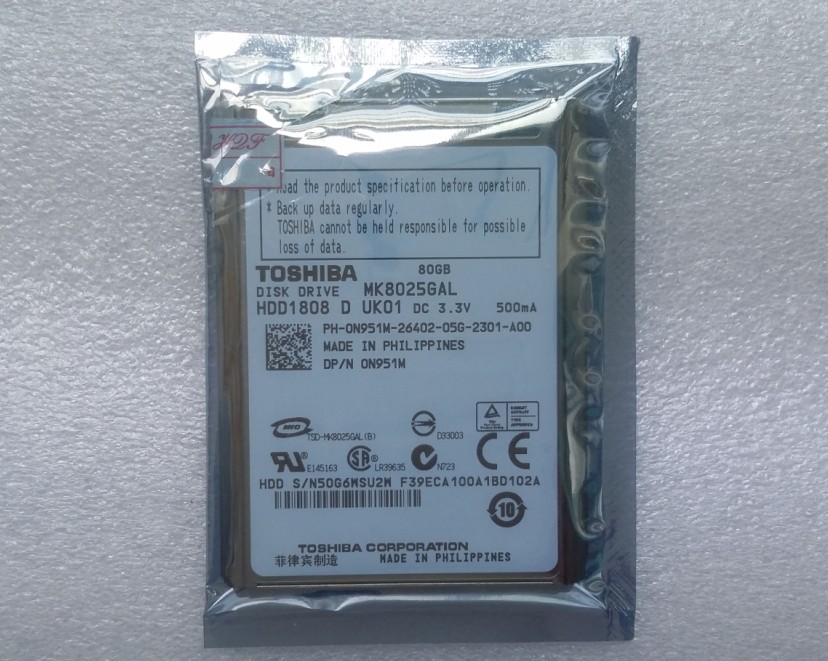 HDF
Read the product specification before operation.
* Back up data regularly.
TOSHIBA cannot be held responsible for possible
loss of data.
TOSHIBA 80GB
DISK DRIVE MK8025GAL
HDD1808 D UK01 DC 3.3V 500mA
PH-0N951M-26402-05G-2301-A00
MADE IN PHILIPPINES
DP/N 0N951M
TSD-MK8025GAL(B) D33003
E145163 LR39635 N723
HDD S/N50G6WSU2W F39ECA100A1BD102A
10
TOSHIBA CORPORATION
菲律宾制造 MADE IN PHILIPPINES